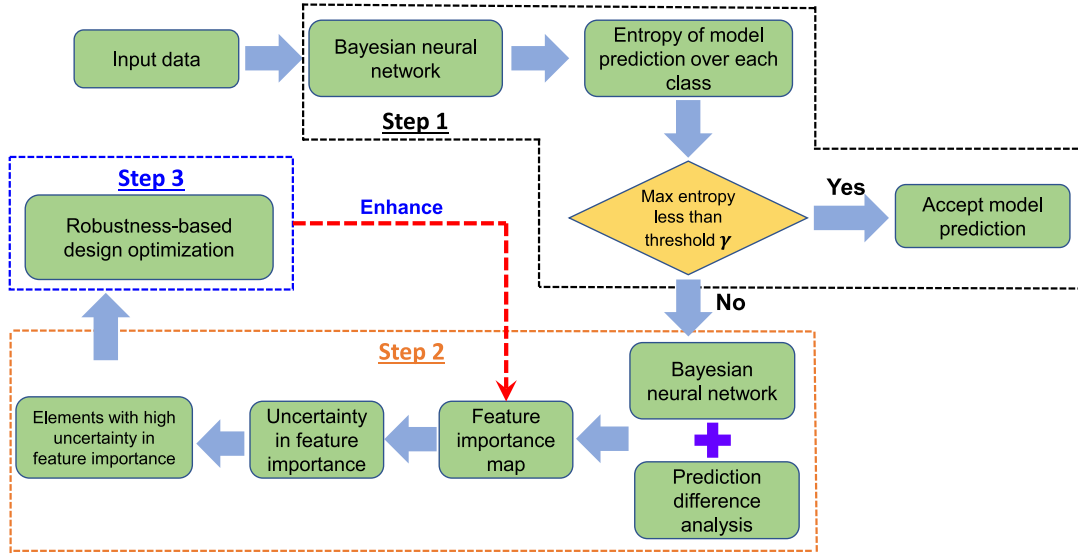 Input data
Bayesian neural
network
Entropy of model
prediction over each
class
Step 1
Max entropy
less than
threshold γ
Yes
Accept model
prediction
No
Step 3
Robustness-based
design optimization
Enhance
Step 2
Bayesian
neural network
Prediction
difference
analysis
Feature
importance
map
Uncertainty
in feature
importance
Elements with high
uncertainty in
feature importance